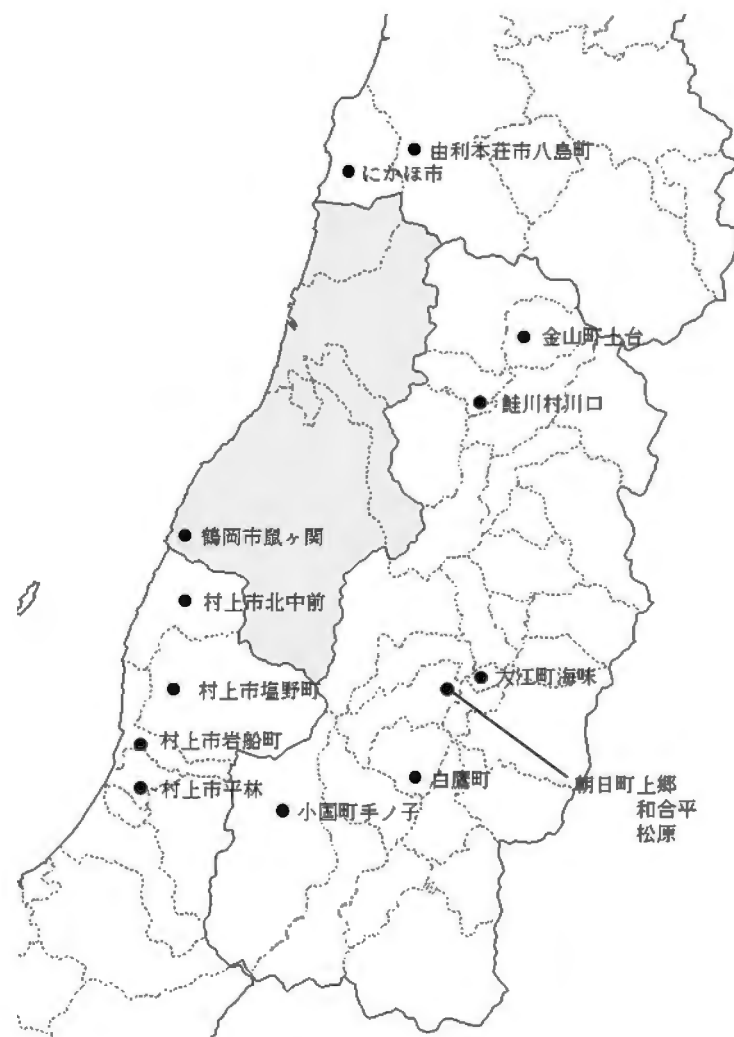 由利本荘市八島町
にかほ市
金山町土台
鮭川村川口
鶴岡市鼠ヶ関
村上市北中前
大江町海味
村上市塩野町
村上市岩船町
白鷹町
朝日町上郷
和合平
松原
村上市平林
小国町手ノ子